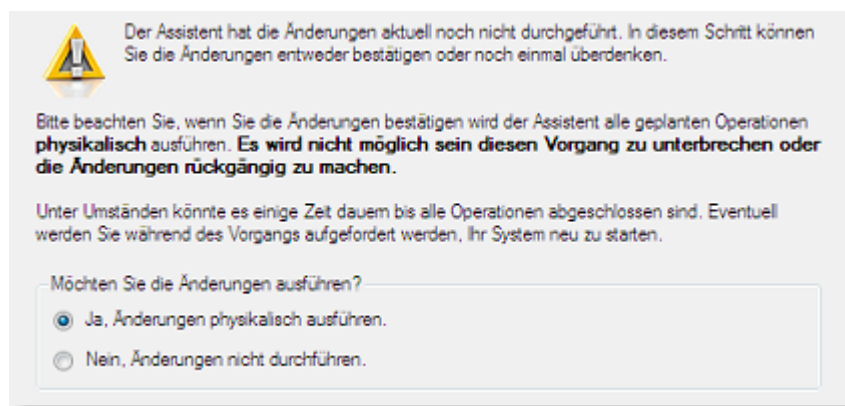 Der Assistent hat die Änderungen aktuell noch nicht durchgeführt. In diesem Schritt können
Sie die Änderungen entweder bestätigen oder noch einmal überdenken.
Bitte beachten Sie, wenn Sie die Änderungen bestätigen wird der Assistent alle geplanten Operationen
physikalisch ausführen. Es wird nicht möglich sein diesen Vorgang zu unterbrechen oder
die Änderungen rückgängig zu machen.
Unter Umständen könnte es einige Zeit dauern bis alle Operationen abgeschlossen sind. Eventuell
werden Sie während des Vorgangs aufgefordert werden, Ihr System neu zu starten.
Möchten Sie die Änderungen ausführen?
Ja, Änderungen physikalisch ausführen.
Nein, Änderungen nicht durchführen.